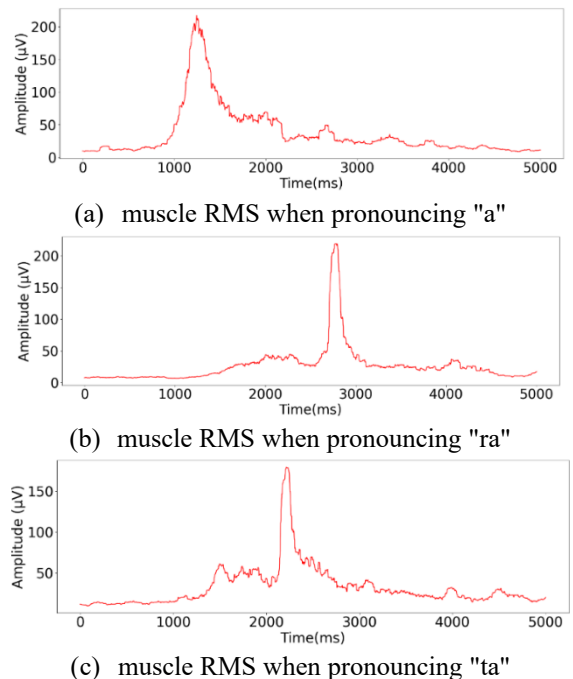 Amplitude (µV)
200
150
100
50
0
0 1000 2000 3000 4000 5000
Time(ms)
(a) muscle RMS when pronouncing "a"
Amplitude (µV)
200
150
100
50
0
0 1000 2000 3000 4000 5000
Time(ms)
(b) muscle RMS when pronouncing "ra"
Amplitude (µV)
150
100
50
0 1000 2000 3000 4000 5000
Time(ms)
(c) muscle RMS when pronouncing "ta"